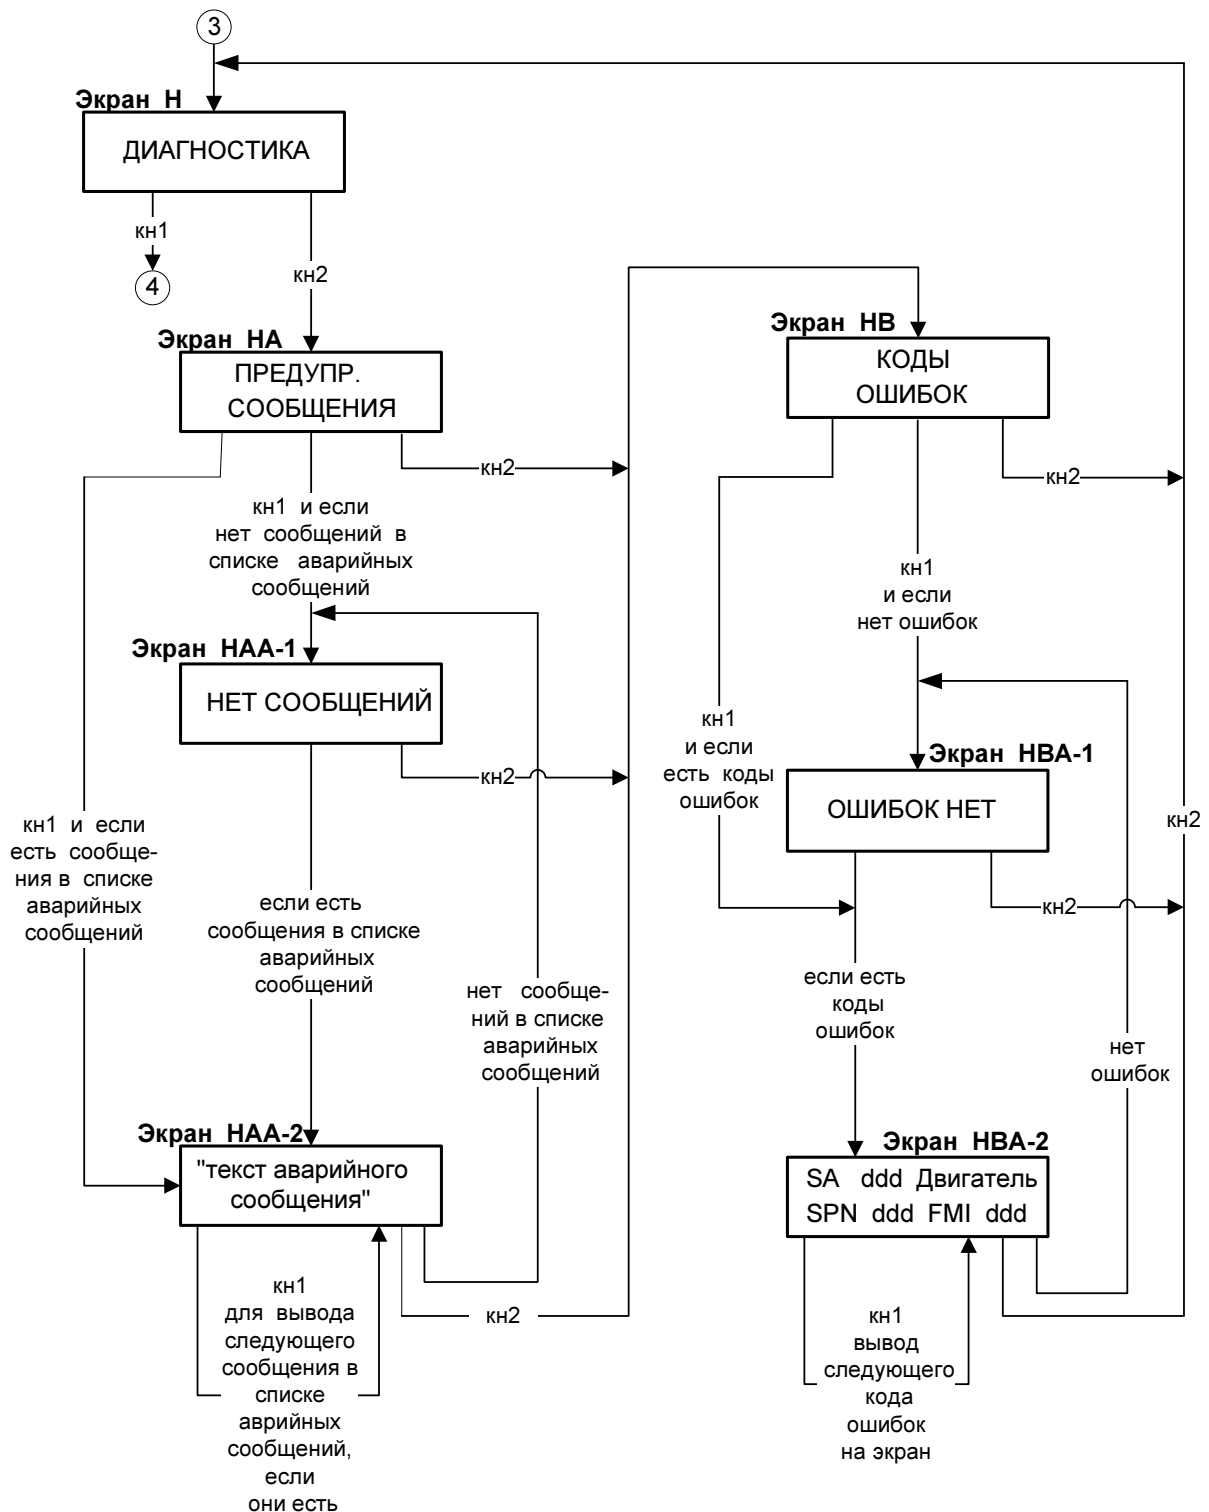 3
Экран Н
ДИАГНОСТИКА
кн1
4
кн2
Экран НА
ПРЕДУПР.
СООБЩЕНИЯ
кн2
кн1 и если
нет сообщений в
списке аварийных
сообщений
Экран НАА-1
НЕТ СООБЩЕНИЙ
кн2
кн1 и если
есть сообще-
ния в списке
аварийных
сообщений
если есть
сообщения в списке
аварийных
сообщений
нет сообще-
ний в списке
аварийных
сообщений
Экран НАА-2
"текст аварийного
сообщения"
кн1
для вывода
следующего
сообщения в
списке
аврийных
сообщений,
если
они есть
кн2
Экран НВ
КОДЫ
ОШИБОК
кн2
кн1
и если
нет ошибок
кн1
и если
есть коды
ошибок
Экран НВА-1
ОШИБОК НЕТ
кн2
кн2
если есть
коды
ошибок
нет
ошибок
Экран НВА-2
SA ddd Двигатель
SPN ddd FMI ddd
кн1
вывод
следующего
кода
ошибок
на экран